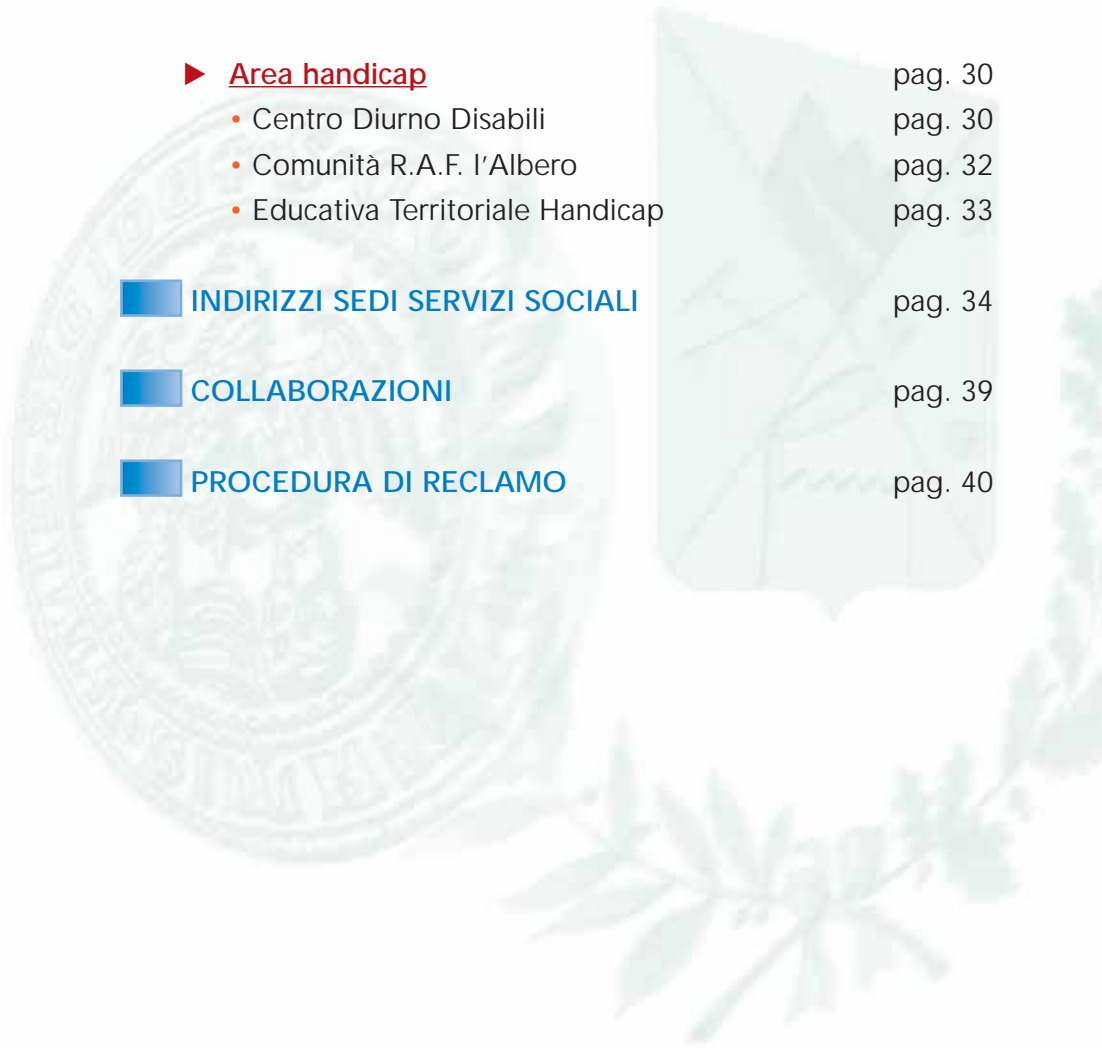 ▶ Area handicap pag. 30
• Centro Diurno Disabili pag. 30
• Comunità R.A.F. l'Albero pag. 32
• Educativa Territoriale Handicap pag. 33
INDIRIZZI SEDI SERVIZI SOCIALI pag. 34
COLLABORAZIONI pag. 39
PROCEDURA DI RECLAMO pag. 40